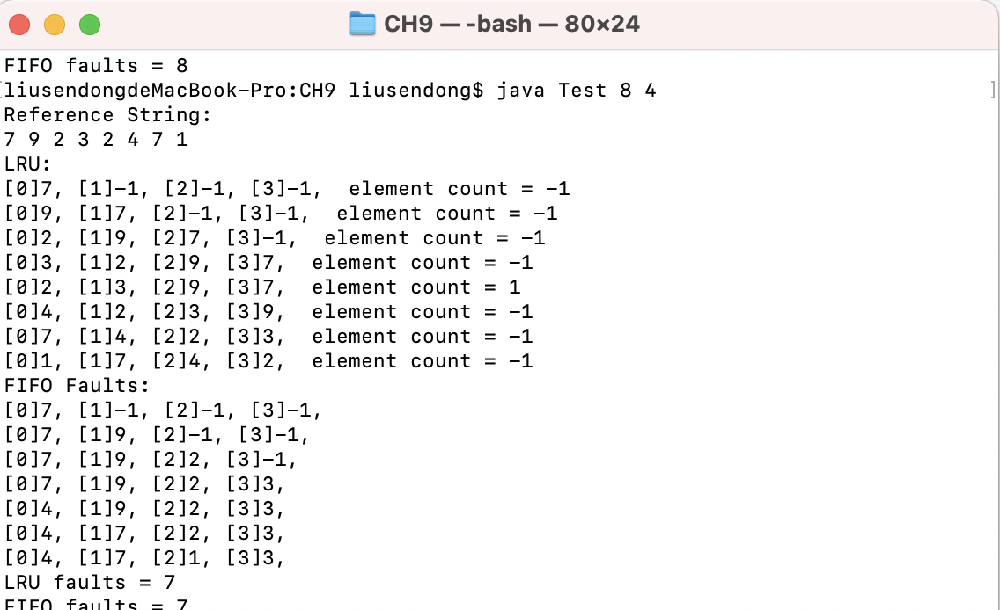 CH9 — -bash — 80×24
FIFO faults = 8
[liusendongdeMacBook-Pro:CH9 liusendong$ java Test 8 4 ]
Reference String:
7 9 2 3 2 4 7 1
LRU:
[0]7, [1]-1, [2]-1, [3]-1,  element count = -1
[0]9, [1]7, [2]-1, [3]-1,  element count = -1
[0]2, [1]9, [2]7, [3]-1,  element count = -1
[0]3, [1]2, [2]9, [3]7,  element count = -1
[0]2, [1]3, [2]9, [3]7,  element count = 1
[0]4, [1]2, [2]3, [3]9,  element count = -1
[0]7, [1]4, [2]2, [3]3,  element count = -1
[0]1, [1]7, [2]4, [3]2,  element count = -1
FIFO Faults:
[0]7, [1]-1, [2]-1, [3]-1,
[0]7, [1]9, [2]-1, [3]-1,
[0]7, [1]9, [2]2, [3]-1,
[0]7, [1]9, [2]2, [3]3,
[0]4, [1]9, [2]2, [3]3,
[0]4, [1]7, [2]2, [3]3,
[0]4, [1]7, [2]1, [3]3,
LRU faults = 7
FIFO faults = 7